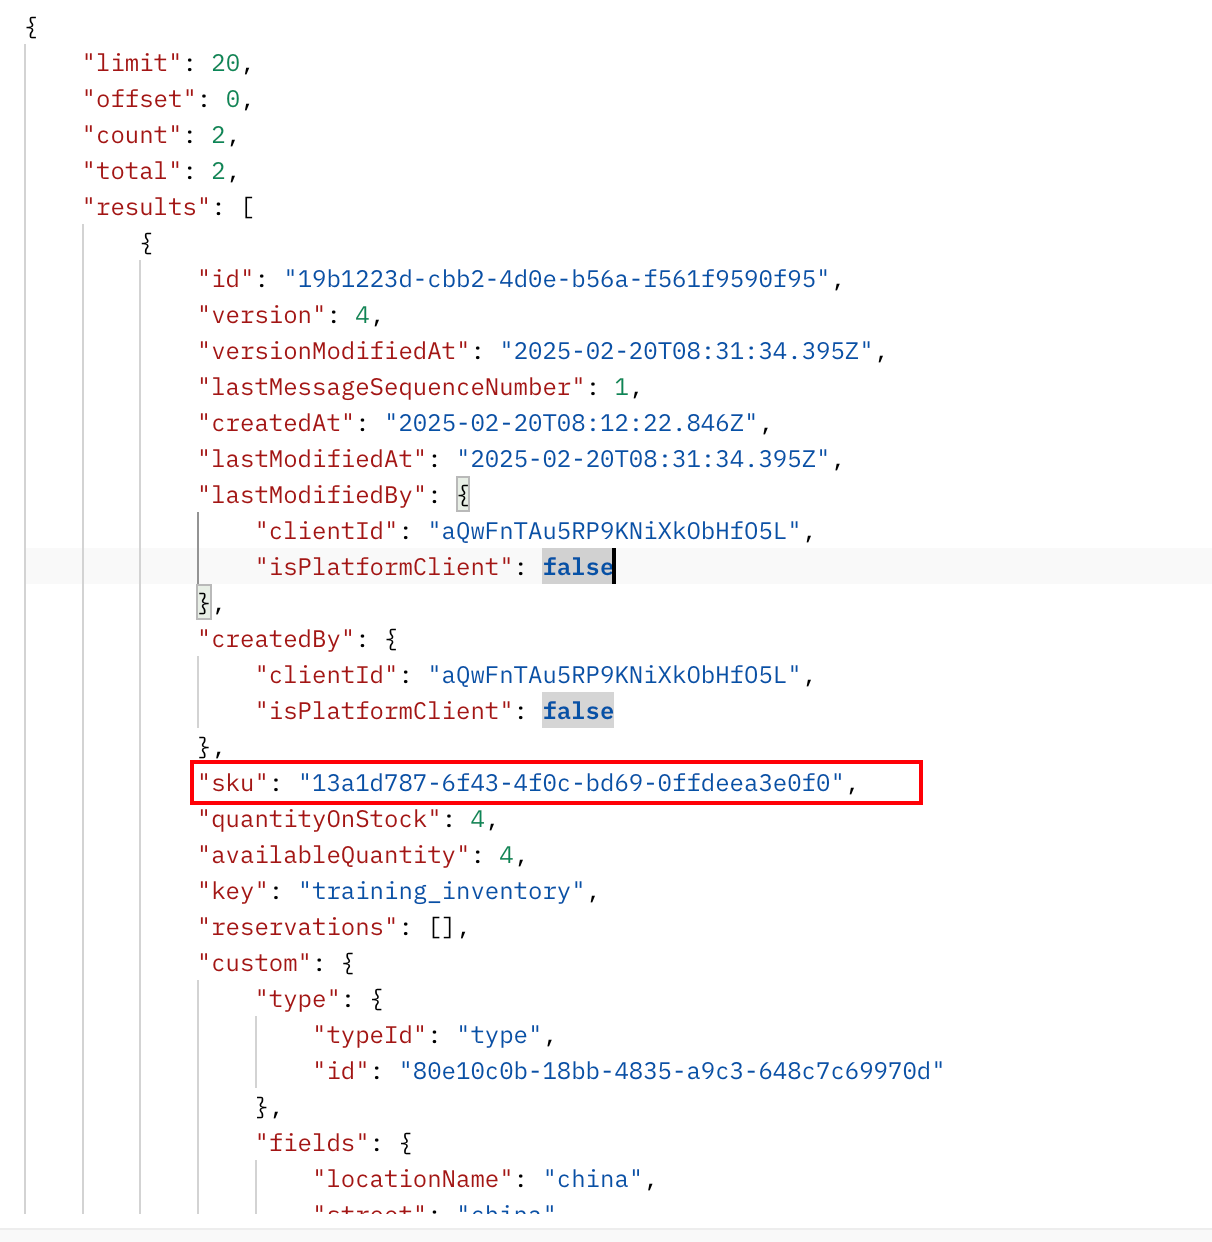 {
"limit": 20,
"offset": 0,
"count": 2,
"total": 2,
"results": [
{
"id": "19b1223d-cbb2-4d0e-b56a-f561f9590f95",
"version": 4,
"versionModifiedAt": "2025-02-20T08:31:34.395Z",
"lastMessageSequenceNumber": 1,
"createdAt": "2025-02-20T08:12:22.846Z",
"lastModifiedAt": "2025-02-20T08:31:34.395Z",
"lastModifiedBy": {
"clientId": "aQwFnTAu5RP9KNiXkObHfO5L",
"isPlatformClient": false
},
"createdBy": {
"clientId": "aQwFnTAu5RP9KNiXkObHfO5L",
"isPlatformClient": false
},
"sku": "13a1d787-6f43-4f0c-bd69-0ffdeea3e0f0",
"quantityOnStock": 4,
"availableQuantity": 4,
"key": "training_inventory",
"reservations": [],
"custom": {
"type": {
"typeId": "type",
"id": "80e10c0b-18bb-4835-a9c3-648c7c69970d"
},
"fields": {
"locationName": "china",
"street": "china"